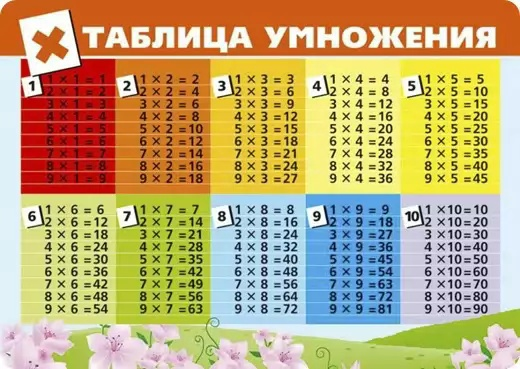 × ТАБЛИЦА УМНОЖЕНИЯ
1
1 × 1 = 1
2 × 1 = 2
3 × 1 = 3
4 × 1 = 4
5 × 1 = 5
6 × 1 = 6
7 × 1 = 7
8 × 1 = 8
9 × 1 = 9
2
1 × 2 = 2
2 × 2 = 4
3 × 2 = 6
4 × 2 = 8
5 × 2 = 10
6 × 2 = 12
7 × 2 = 14
8 × 2 = 16
9 × 2 = 18
3
1 × 3 = 3
2 × 3 = 6
3 × 3 = 9
4 × 3 = 12
5 × 3 = 15
6 × 3 = 18
7 × 3 = 21
8 × 3 = 24
9 × 3 = 27
4
1 × 4 = 4
2 × 4 = 8
3 × 4 = 12
4 × 4 = 16
5 × 4 = 20
6 × 4 = 24
7 × 4 = 28
8 × 4 = 32
9 × 4 = 36
5
1 × 5 = 5
2 × 5 = 10
3 × 5 = 15
4 × 5 = 20
5 × 5 = 25
6 × 5 = 30
7 × 5 = 35
8 × 5 = 40
9 × 5 = 45
6
1 × 6 = 6
2 × 6 = 12
3 × 6 = 18
4 × 6 = 24
5 × 6 = 30
6 × 6 = 36
7 × 6 = 42
8 × 6 = 48
9 × 6 = 54
7
1 × 7 = 7
2 × 7 = 14
3 × 7 = 21
4 × 7 = 28
5 × 7 = 35
6 × 7 = 42
7 × 7 = 49
8 × 7 = 56
9 × 7 = 63
8
1 × 8 = 8
2 × 8 = 16
3 × 8 = 24
4 × 8 = 32
5 × 8 = 40
6 × 8 = 48
7 × 8 = 56
8 × 8 = 64
9 × 8 = 72
9
1 × 9 = 9
2 × 9 = 18
3 × 9 = 27
4 × 9 = 36
5 × 9 = 45
6 × 9 = 54
7 × 9 = 63
8 × 9 = 72
9 × 9 = 81
10
1 ×10=10
2 ×10=20
3 ×10=30
4 ×10=40
5 ×10=50
6 ×10=60
7 ×10=70
8 ×10=80
9 ×10=90